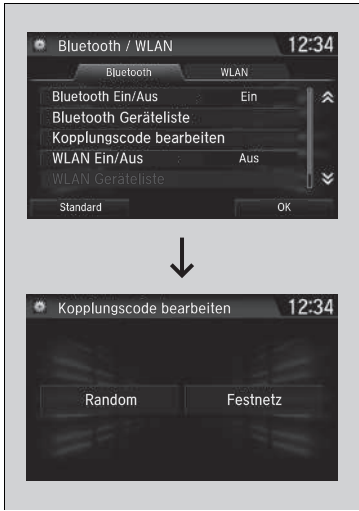 Bluetooth / WLAN 12:34
Bluetooth WLAN
Bluetooth Ein/Aus : Ein
Bluetooth Geräteliste
Kopplungscode bearbeiten
WLAN Ein/Aus : Aus
WLAN Geräteliste
Standard OK
Kopplungscode bearbeiten 12:34
Random Festnetz